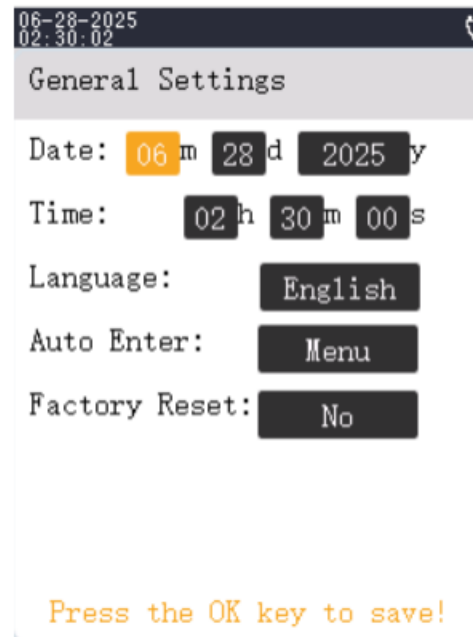 06-28-2025
02:30:02
General Settings
Date: 06 m 28 d 2025 y
Time: 02 h 30 m 00 s
Language: English
Auto Enter: Menu
Factory Reset: No
Press the OK key to save!